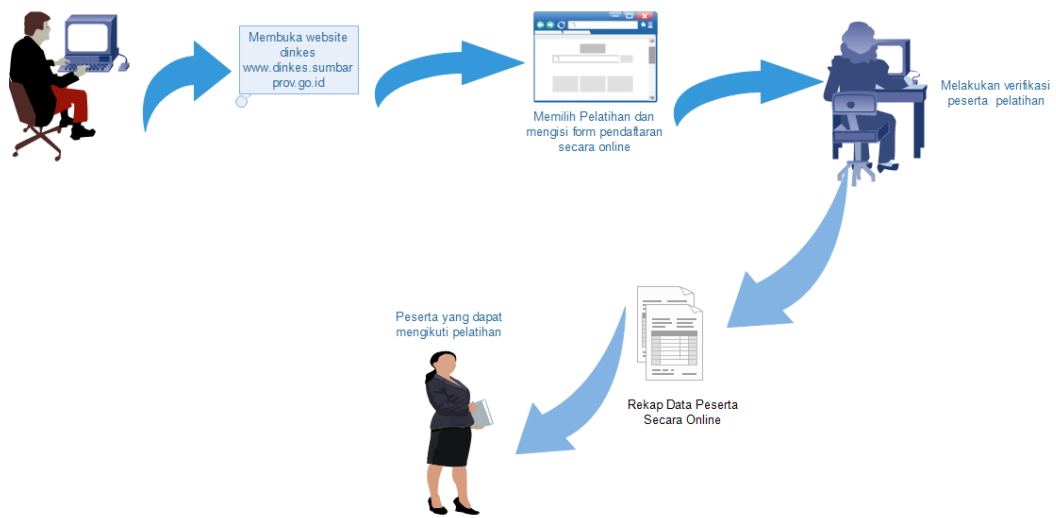 Membuka website
dinkes
www.dinkes.sumbar
prov.go.id
Memilih Pelatihan dan
mengisi form pendaftaran
secara online
Melakukan verifikasi
peserta pelatihan
Peserta yang dapat
mengikuti pelatihan
Rekap Data Peserta
Secara Online